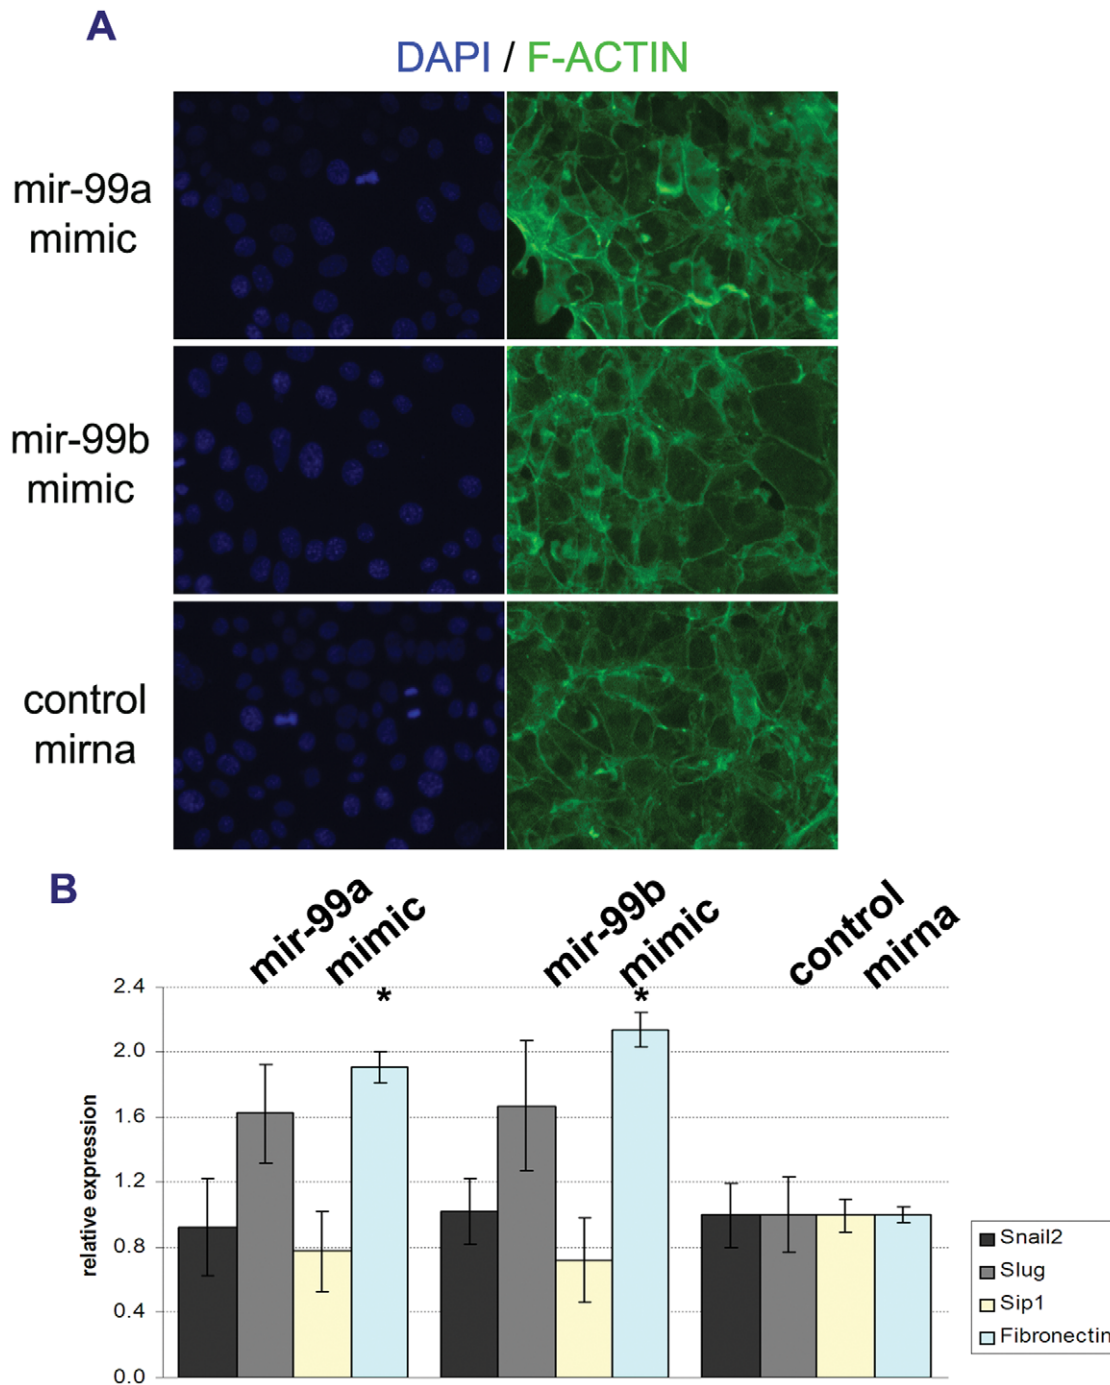 A
DAPI / F-ACTIN
mir-99a
mimic
mir-99b
mimic
control
mirna
B
mir-99a
mimic
mir-99b
mimic
control
mirna
* *
2.4
2.0
1.6
1.2
0.8
0.4
0.0
relative expression
Snail2
Slug
Sip1
Fibronectin